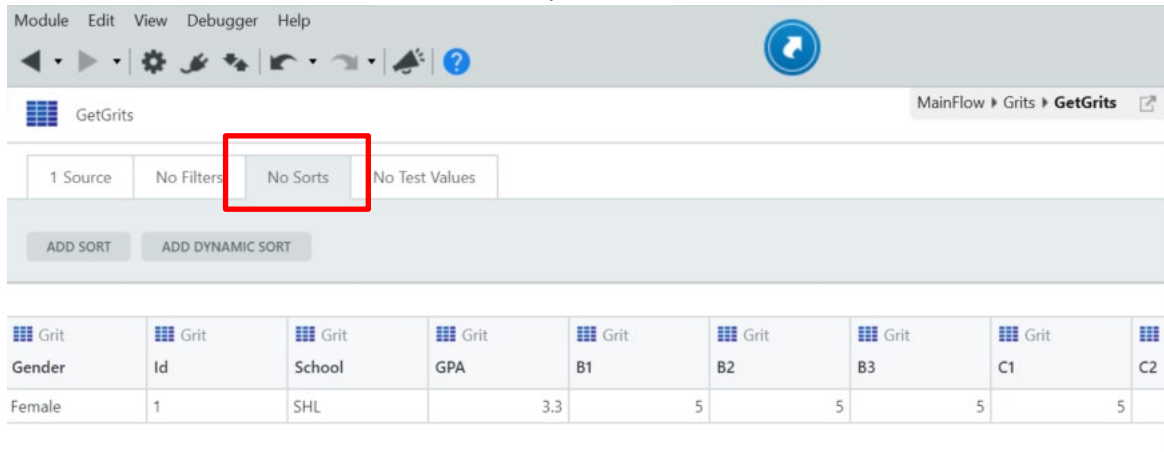 Module Edit View Debugger Help
?
GetGrits
MainFlow Grits GetGrits
1 Source No Filters No Sorts No Test Values
ADD SORT ADD DYNAMIC SORT
Grit Grit Grit Grit Grit Grit Grit Grit
Gender Id School GPA B1 B2 B3 C1 C2
Female 1 SHL 3.3 5 5 5 5